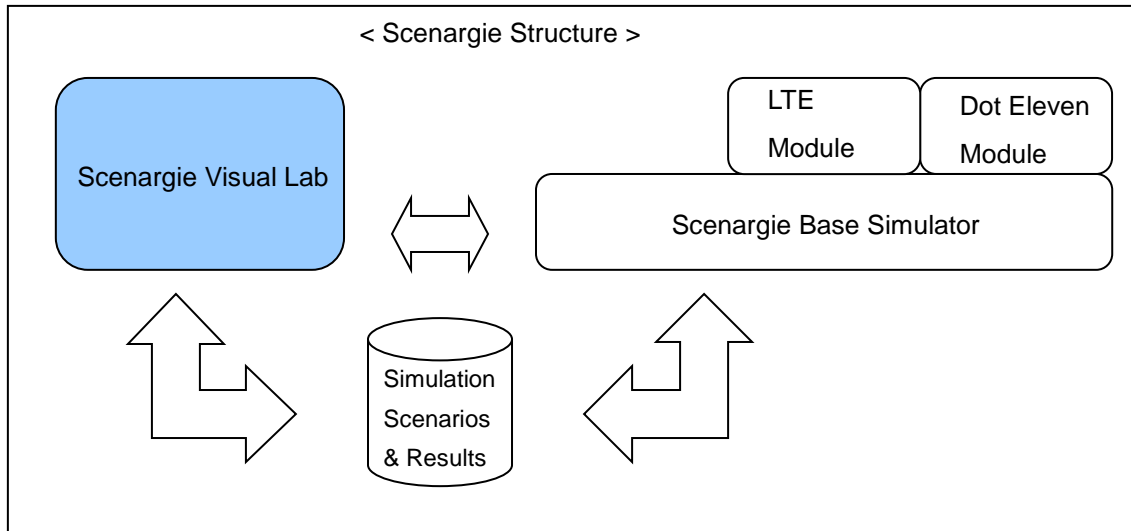 < Scenargie Structure >
LTE
Module
Dot Eleven
Module
Scenargie Visual Lab
Scenargie Base Simulator
Simulation
Scenarios
& Results